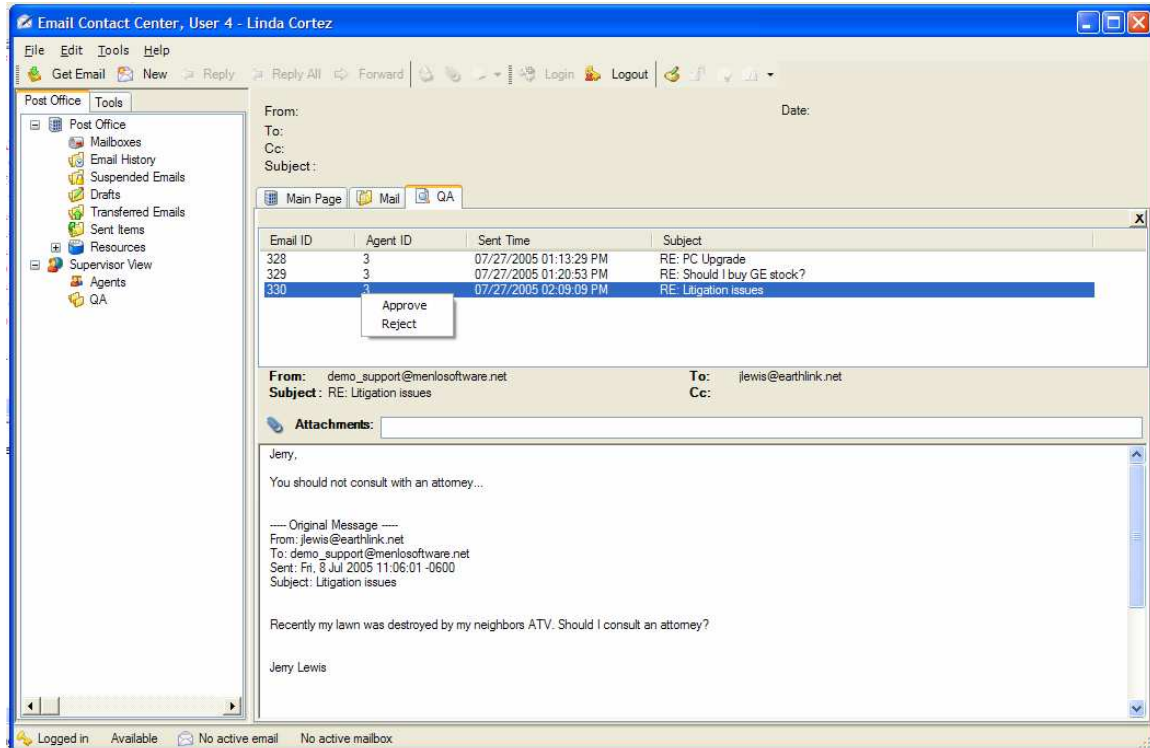 Email Contact Center, User 4 - Linda Cortez
File Edit Tools Help
Get Email New Reply Reply All Forward Login Logout
Post Office Tools
Post Office
Mailboxes
Email History
Suspended Emails
Drafts
Transferred Emails
Sent Items
Resources
Supervisor View
Agents
QA
From: Date:
To:
Cc:
Subject:
Main Page Mail QA
X
Email ID Agent ID Sent Time Subject
328 3 07/27/2005 01:13:29 PM RE: PC Upgrade
329 3 07/27/2005 01:20:53 PM RE: Should I buy GE stock?
330 3 07/27/2005 02:09:09 PM RE: Litigation issues
Approve
Reject
From: demo_support@menlosoftware.net To: jlewis@earthlink.net
Subject: RE: Litigation issues Cc:
Attachments:
Jerry,
You should not consult with an attorney...
----- Original Message -----
From: jlewis@earthlink.net
To: demo_support@menlosoftware.net
Sent: Fri, 8 Jul 2005 11:06:01 -0600
Subject: Litigation issues
Recently my lawn was destroyed by my neighbors ATV. Should I consult an attorney?
Jerry Lewis
Logged in Available No active email No active mailbox